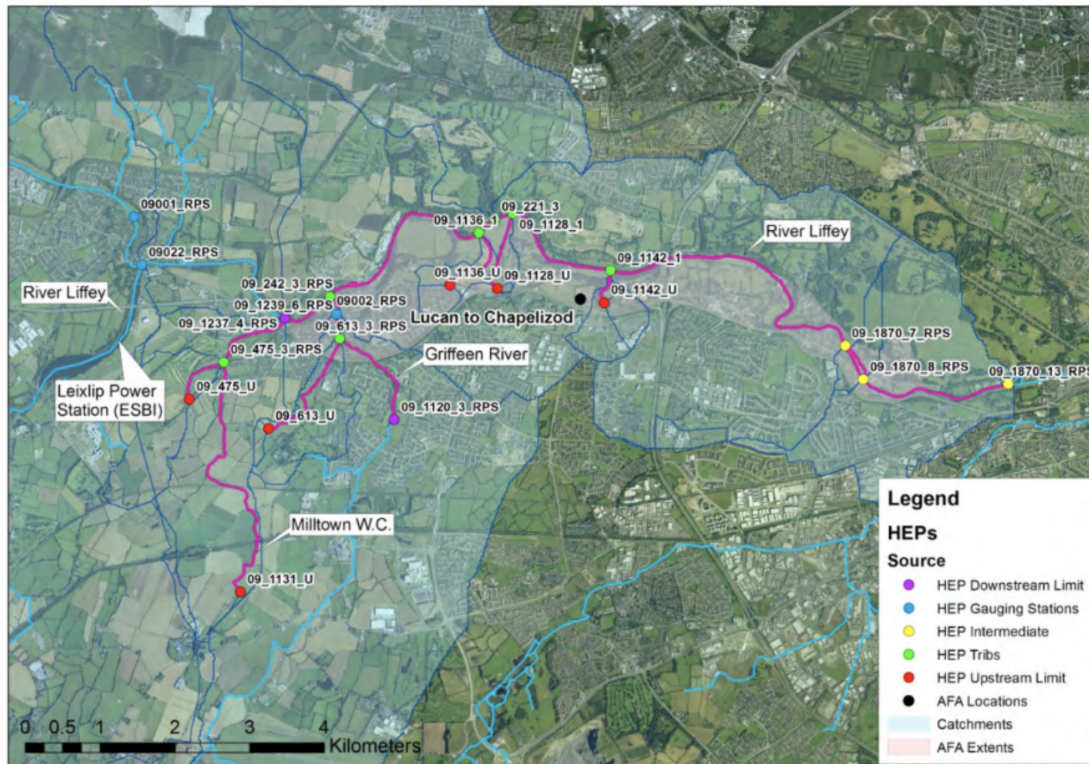 09_221_3
09_1136_1
09_1128_1
09001_RPS
River Liffey
09022_RPS
09_1142_1
09_242_3_RPS
09_1136_U
09_1128_U
09_1142_U
09002_RPS
09_1239_6_RPS
Lucan to Chapelizod
River Liffey
09_1237_4_RPS
09_613_3_RPS
09_1870_7_RPS
09_475_3_RPS
Griffeen River
09_1870_8_RPS
09_1870_13_RPS
09_475_U
Leixlip Power
Station (ESBI)
09_613_U
09_1120_3_RPS
Milltown W.C.
09_1131_U
0 0.5 1 2 3 4
Kilometers
Legend
HEPs
Source
HEP Downstream Limit
HEP Gauging Stations
HEP Intermediate
HEP Tribs
HEP Upstream Limit
AFA Locations
Catchments
AFA Extents